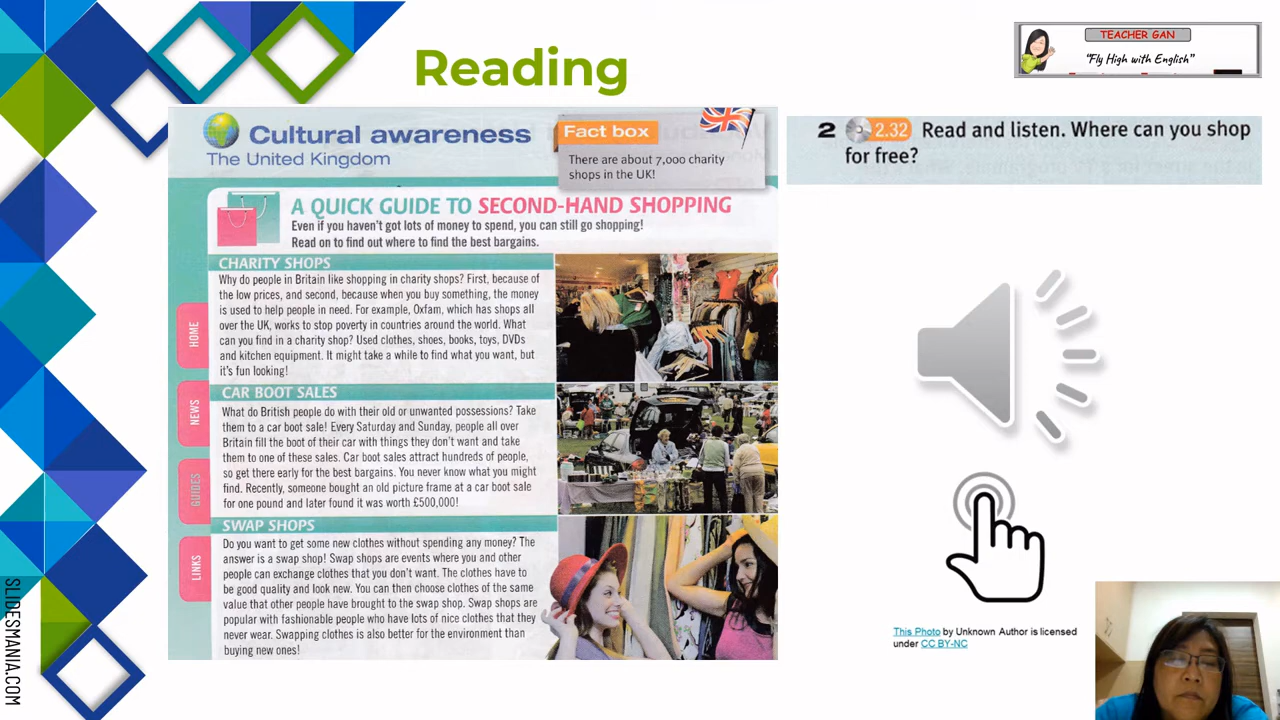 Reading
TEACHER GAN
"Fly High with English"
Cultural awareness
The United Kingdom
Fact box
There are about 7,000 charity
shops in the UK!
A QUICK GUIDE TO SECOND-HAND SHOPPING
Even if you haven't got lots of money to spend, you can still go shopping!
Read on to find out where to find the best bargains.
CHARITY SHOPS
Why do people in Britain like shopping in charity shops? First, because of
the low prices, and second, because when you buy something, the money
is used to help people in need. For example, Oxfam, which has shops all
over the UK, works to stop poverty in countries around the world. What
can you find in a charity shop? Used clothes, shoes, books, toys, DVDs
and kitchen equipment. It might take a while to find what you want, but
it's fun looking!
CAR BOOT SALES
What do British people do with their old or unwanted possessions? Take
them to a car boot sale! Every Saturday and Sunday, people all over
Britain fill the boot of their car with things they don't want and take
them to one of these sales. Car boot sales attract hundreds of people,
so get there early for the best bargains. You never know what you might
find. Recently, someone bought an old picture frame at a car boot sale
for one pound and later found it was worth £500,000!
SWAP SHOPS
Do you want to get some new clothes without spending any money? The
answer is a swap shop! Swap shops are events where you and other
people can exchange clothes that you don't want. The clothes have to
be good quality and look new. You can then choose clothes of the same
value that other people have brought to the swap shop. Swap shops are
popular with fashionable people who have lots of nice clothes that they
never wear. Swapping clothes is also better for the environment than
buying new ones!
HOME
NEWS
GUIDES
LINKS
2 2.32 Read and listen. Where can you shop
for free?
This Photo by Unknown Author is licensed
under CC BY-NC
SLIDESMANIA.COM